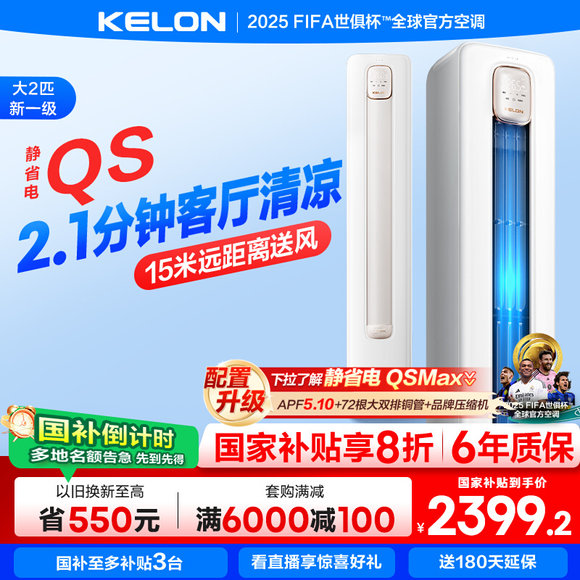 KELON 2025 FIFA世俱杯™全球官方空调
大2匹
新一级
静省电
QS
2.1分钟客厅清凉
15米远距离送风
KELON
KELON
配置升级
下拉了解静省电 QSMax
APF5.10+72根大双排铜管+品牌压缩机
2025 FIFA世俱杯™
全球官方空调
国补倒计时
多地名额告急 先到先得
国家补贴享8折 6年质保
以旧换新至高
省550元
套购满减
满6000减100
国家补贴到手价
¥2399.2
国补至多补贴3台
看直播享惊喜好礼
送180天延保